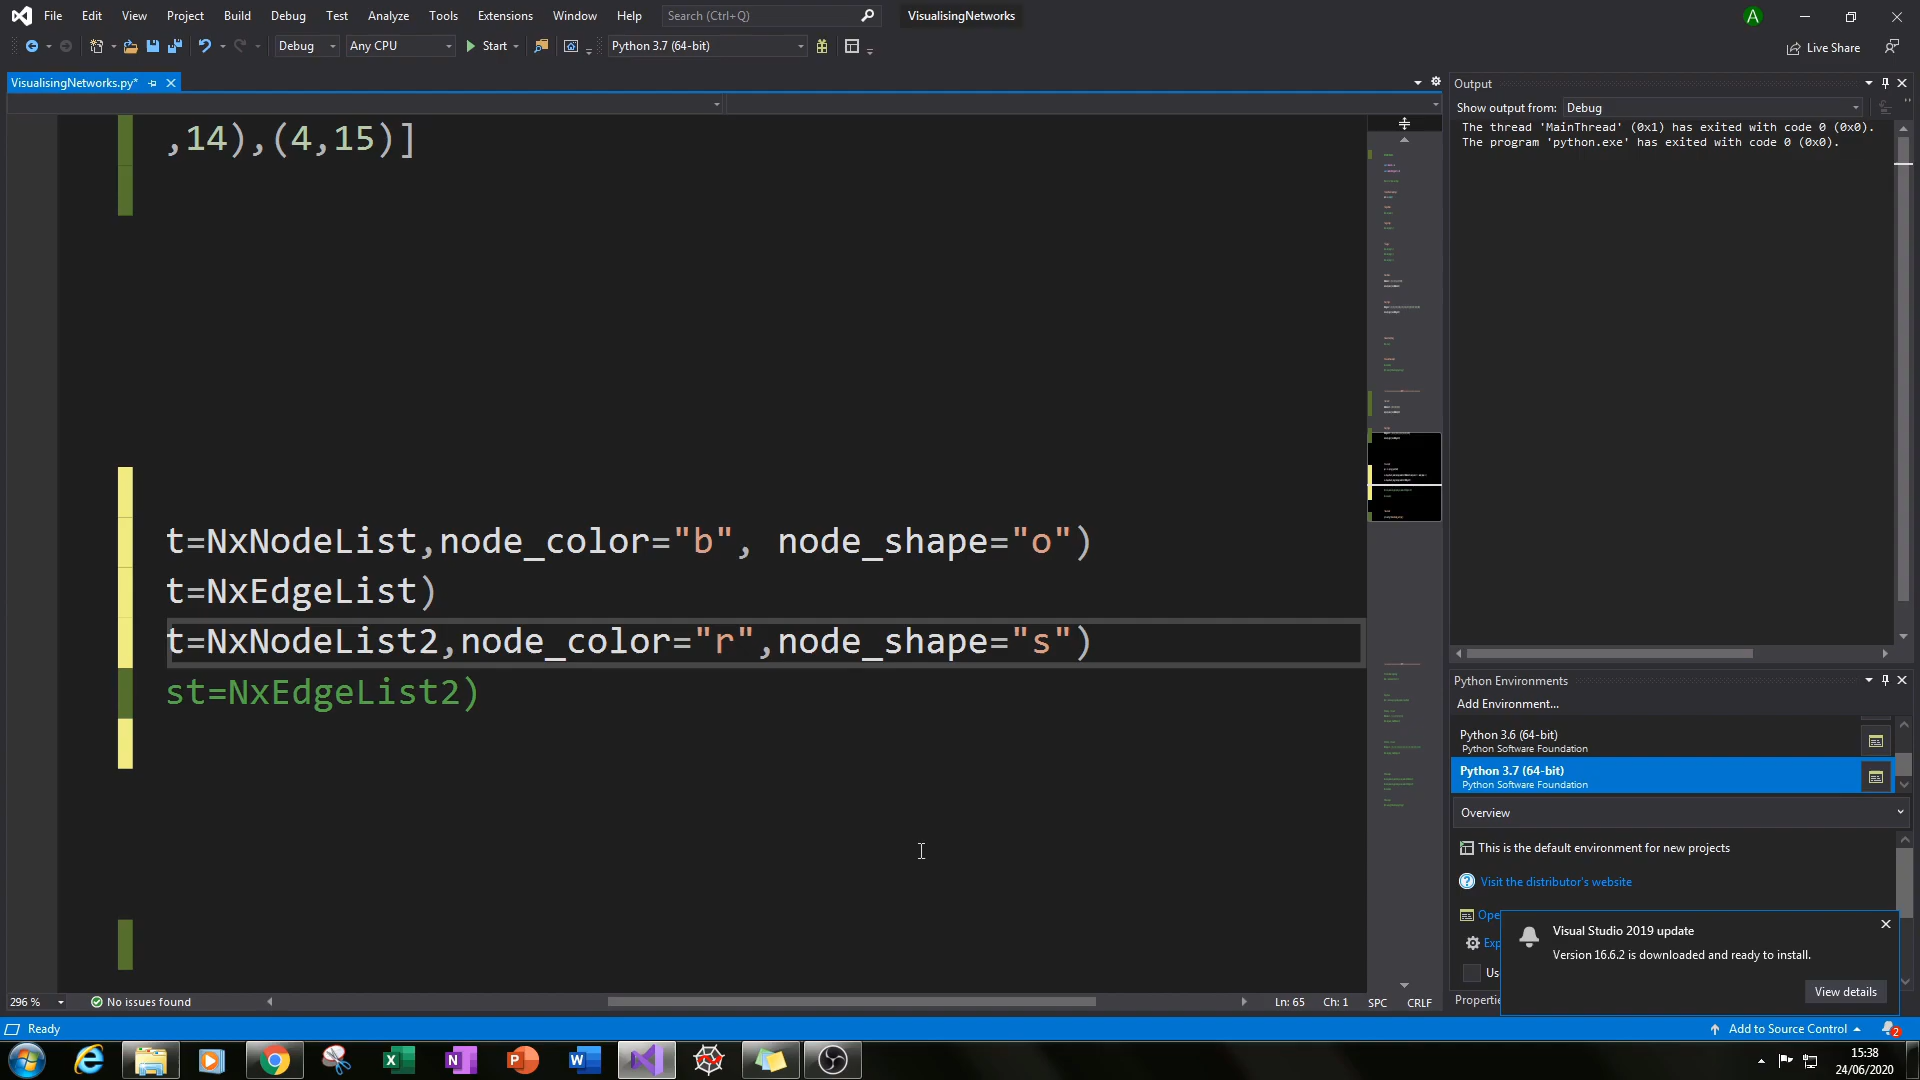 File Edit View Project Build Debug Test Analyze Tools Extensions Window Help Search (Ctrl+Q) VisualisingNetworks A
Debug Any CPU Start Python 3.7 (64-bit) Live Share
VisualisingNetworks.py*
,14),(4,15)]
t=NxNodeList,node_color="b", node_shape="o")
t=NxEdgeList)
t=NxNodeList2,node_color="r",node_shape="s")
st=NxEdgeList2)
296 % No issues found Ln: 65 Ch: 1 SPC CRLF
Output
Show output from: Debug
The thread 'MainThread' (0x1) has exited with code 0 (0x0).
The program 'python.exe' has exited with code 0 (0x0).
Python Environments
Add Environment...
Python 3.6 (64-bit)
Python Software Foundation
Python 3.7 (64-bit)
Python Software Foundation
Overview
This is the default environment for new projects
Visit the distributor's website
Ope
Exp
Us
Propertie
Visual Studio 2019 update
Version 16.6.2 is downloaded and ready to install.
View details
Ready Add to Source Control 2
15:38
24/06/2020